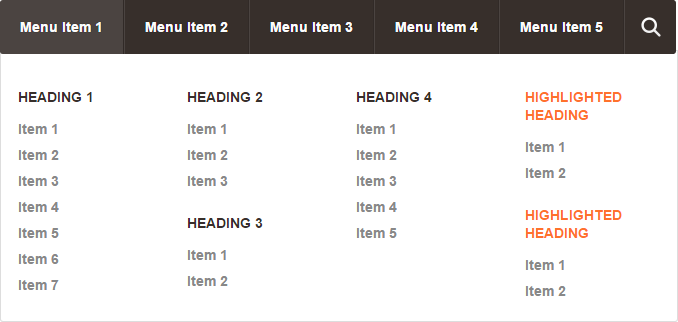 Menu Item 1
Menu Item 2
Menu Item 3
Menu Item 4
Menu Item 5
HEADING 1
Item 1
Item 2
Item 3
Item 4
Item 5
Item 6
Item 7
HEADING 2
Item 1
Item 2
Item 3
HEADING 3
Item 1
Item 2
HEADING 4
Item 1
Item 2
Item 3
Item 4
Item 5
HIGHLIGHTED
HEADING
Item 1
Item 2
HIGHLIGHTED
HEADING
Item 1
Item 2